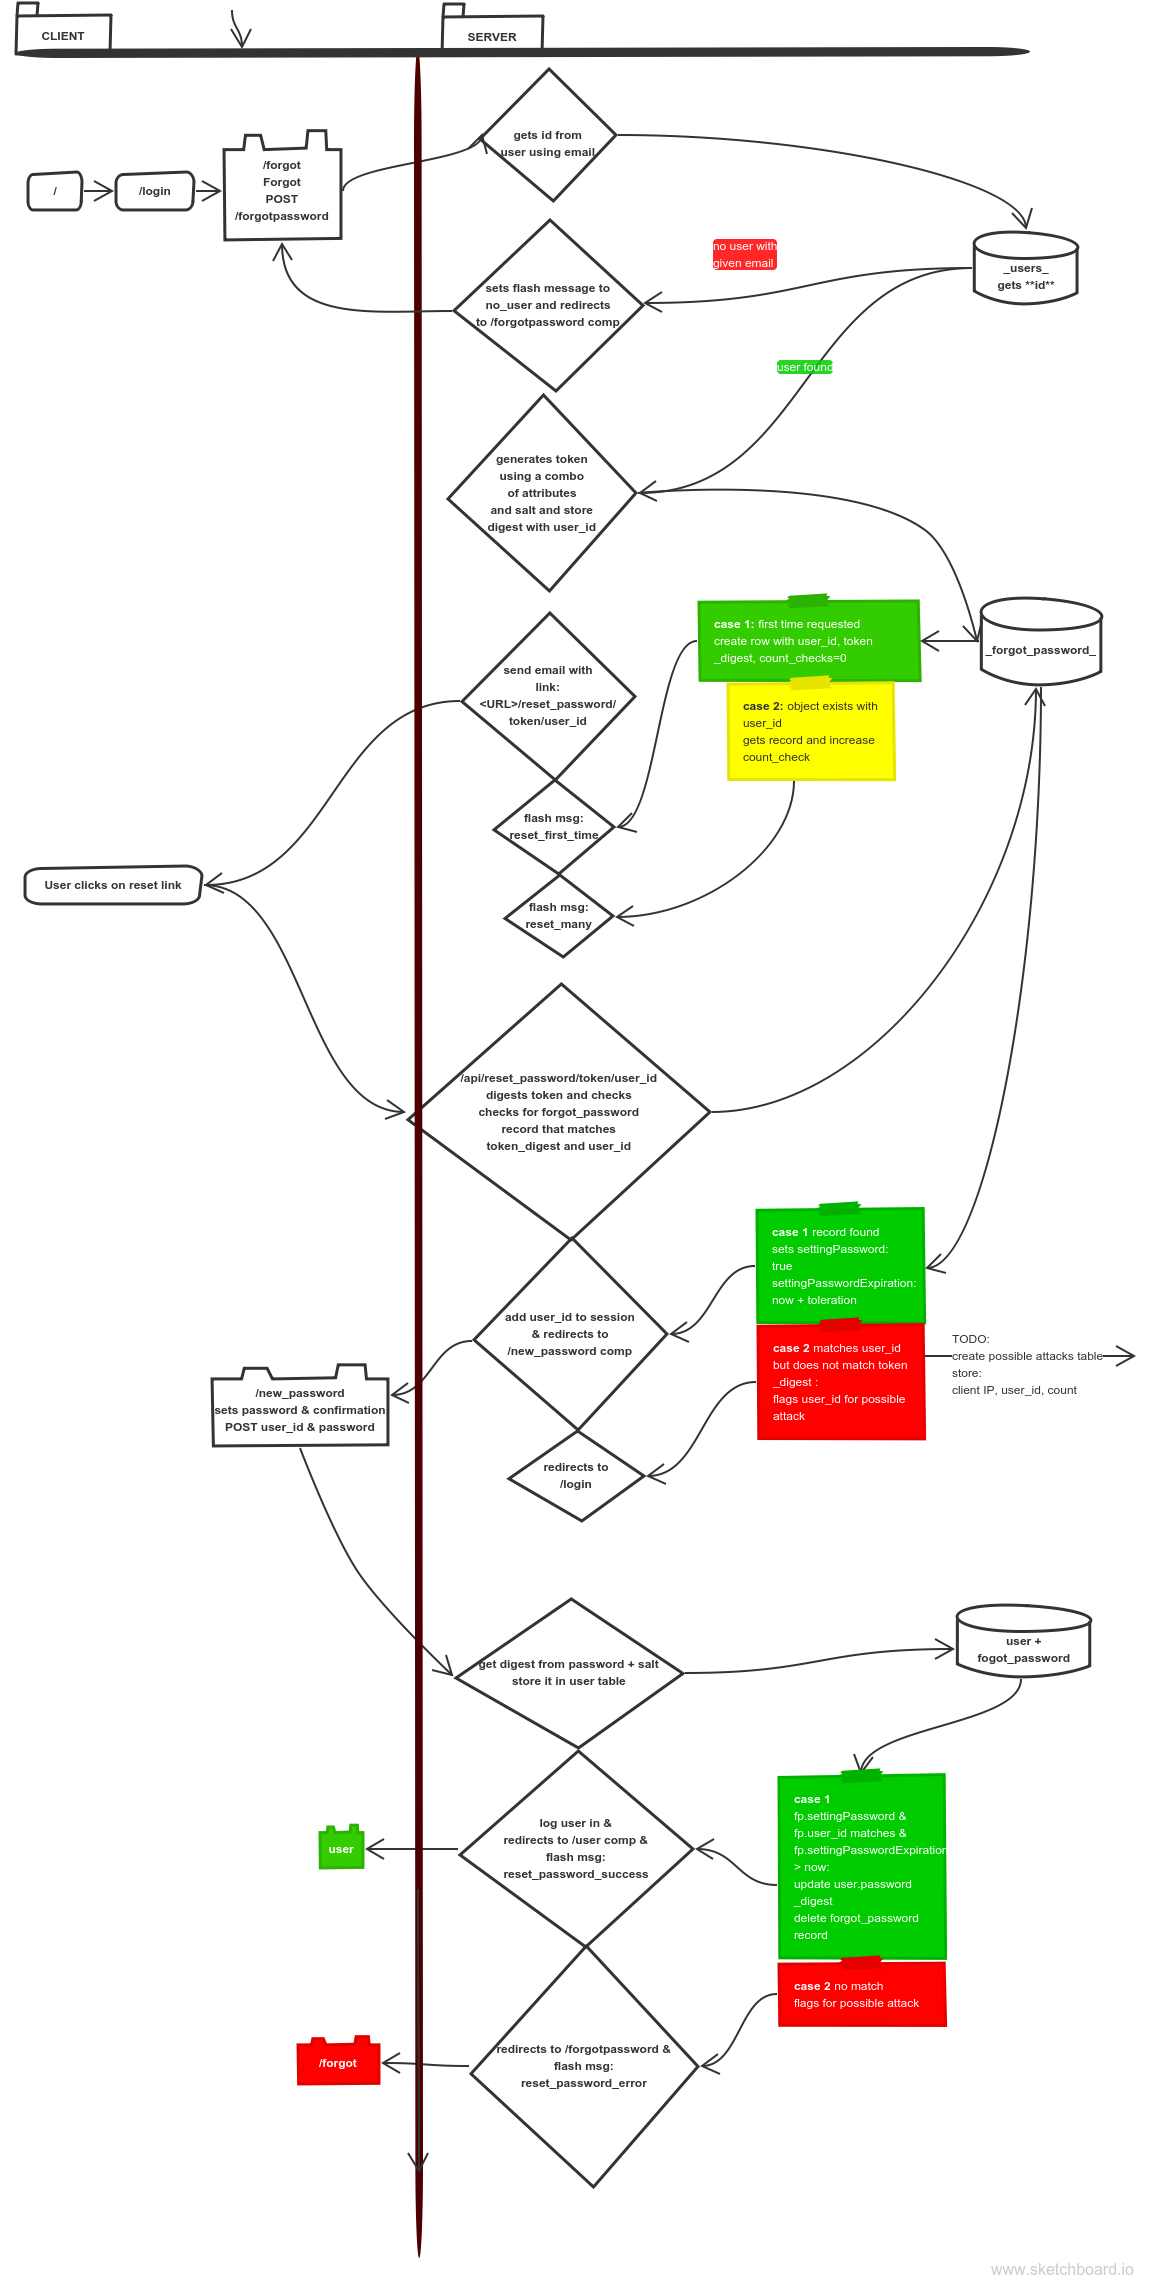 CLIENT
SERVER
gets id from
user using email
/
/login
/forgot
Forgot
POST
/forgotpassword
no user with
given email
_users_
gets **id**
sets flash message to
no_user and redirects
to /forgotpassword comp
user found
generates token
using a combo
of attributes
and salt and store
digest with user_id
case 1: first time requested
create row with user_id, token
_digest, count_checks=0
_forgot_password_
send email with
link:
<URL>/reset_password/
token/user_id
case 2: object exists with
user_id
gets record and increase
count_check
flash msg:
reset_first_time
User clicks on reset link
flash msg:
reset_many
/api/reset_password/token/user_id
digests token and checks
checks for forgot_password
record that matches
token_digest and user_id
case 1 record found
sets settingPassword:
true
settingPasswordExpiration:
now + toleration
add user_id to session
& redirects to
/new_password comp
case 2 matches user_id
but does not match token
_digest :
flags user_id for possible
attack
TODO:
create possible attacks table
store:
client IP, user_id, count
/new_password
sets password & confirmation
POST user_id & password
redirects to
/login
get digest from password + salt
store it in user table
user +
fogot_password
case 1
fp.settingPassword &
fp.user_id matches &
fp.settingPasswordExpiration
> now:
update user.password
_digest
delete forgot_password
record
log user in &
redirects to /user comp &
flash msg:
reset_password_success
user
case 2 no match
flags for possible attack
redirects to /forgotpassword &
flash msg:
reset_password_error
/forgot
www.sketchboard.io